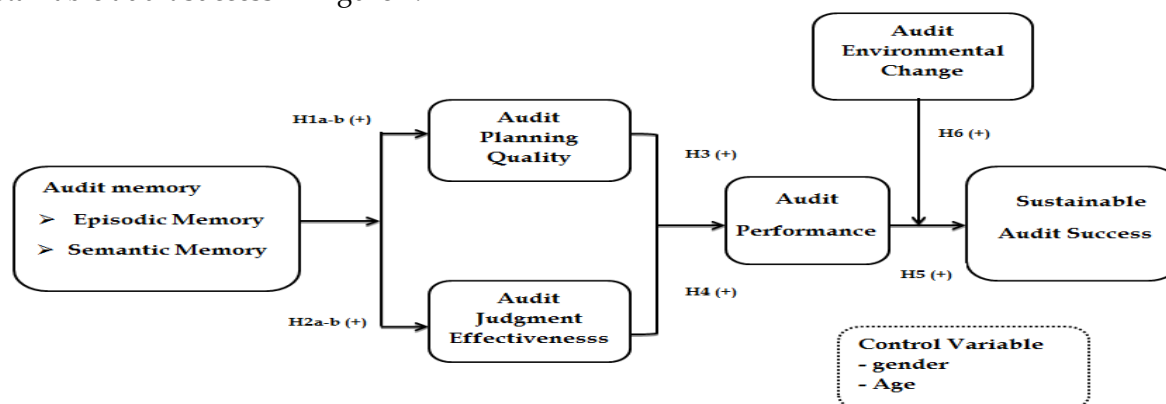 Audit
Environmental
Change
H1a-b (+)
Audit
Planning
Quality
H6 (+)
H3 (+)
Audit memory
➢ Episodic Memory
➢ Semantic Memory
Audit
Performance
Sustainable
Audit Success
H5 (+)
H4 (+)
H2a-b (+)
Audit
Judgment
Effectivenesss
Control Variable
- gender
- Age